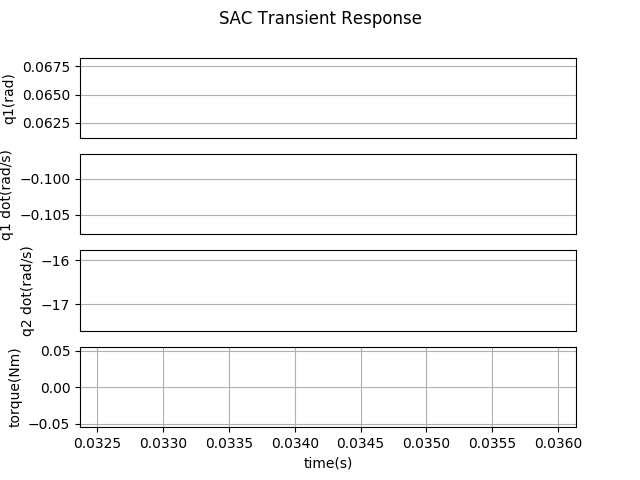 SAC Transient Response
0.0675
0.0650
0.0625
q1(rad)
−0.100
−0.105
q1 dot(rad/s)
−16
−17
q2 dot(rad/s)
0.05
0.00
−0.05
torque(Nm)
0.0325 0.0330 0.0335 0.0340 0.0345 0.0350 0.0355 0.0360
time(s)